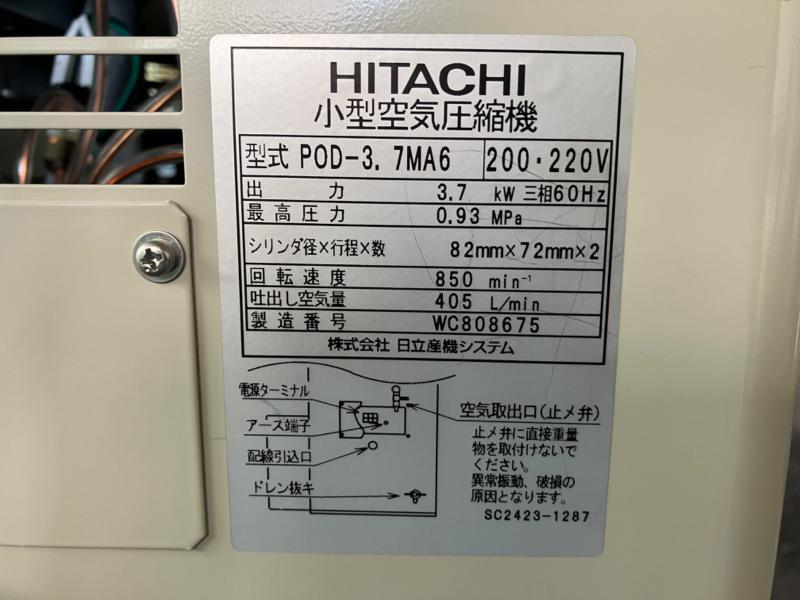 HITACHI
小型空気圧縮機
型式 POD-3.7MA6 200・220V
出力 3.7 kW 三相60Hz
最高圧力 0.93 MPa
シリンダ径×行程×数 82mm×72mm×2
回転速度 850 min⁻¹
吐出し空気量 405 L/min
製造番号 WC808675
株式会社 日立産機システム
電源ターミナル
アース端子
配線引込口
ドレン抜キ
空気取出口(止メ弁)
止メ弁に直接重量
物を取付けないで
ください。
異常振動、破損の
原因となります。
SC2423-1287